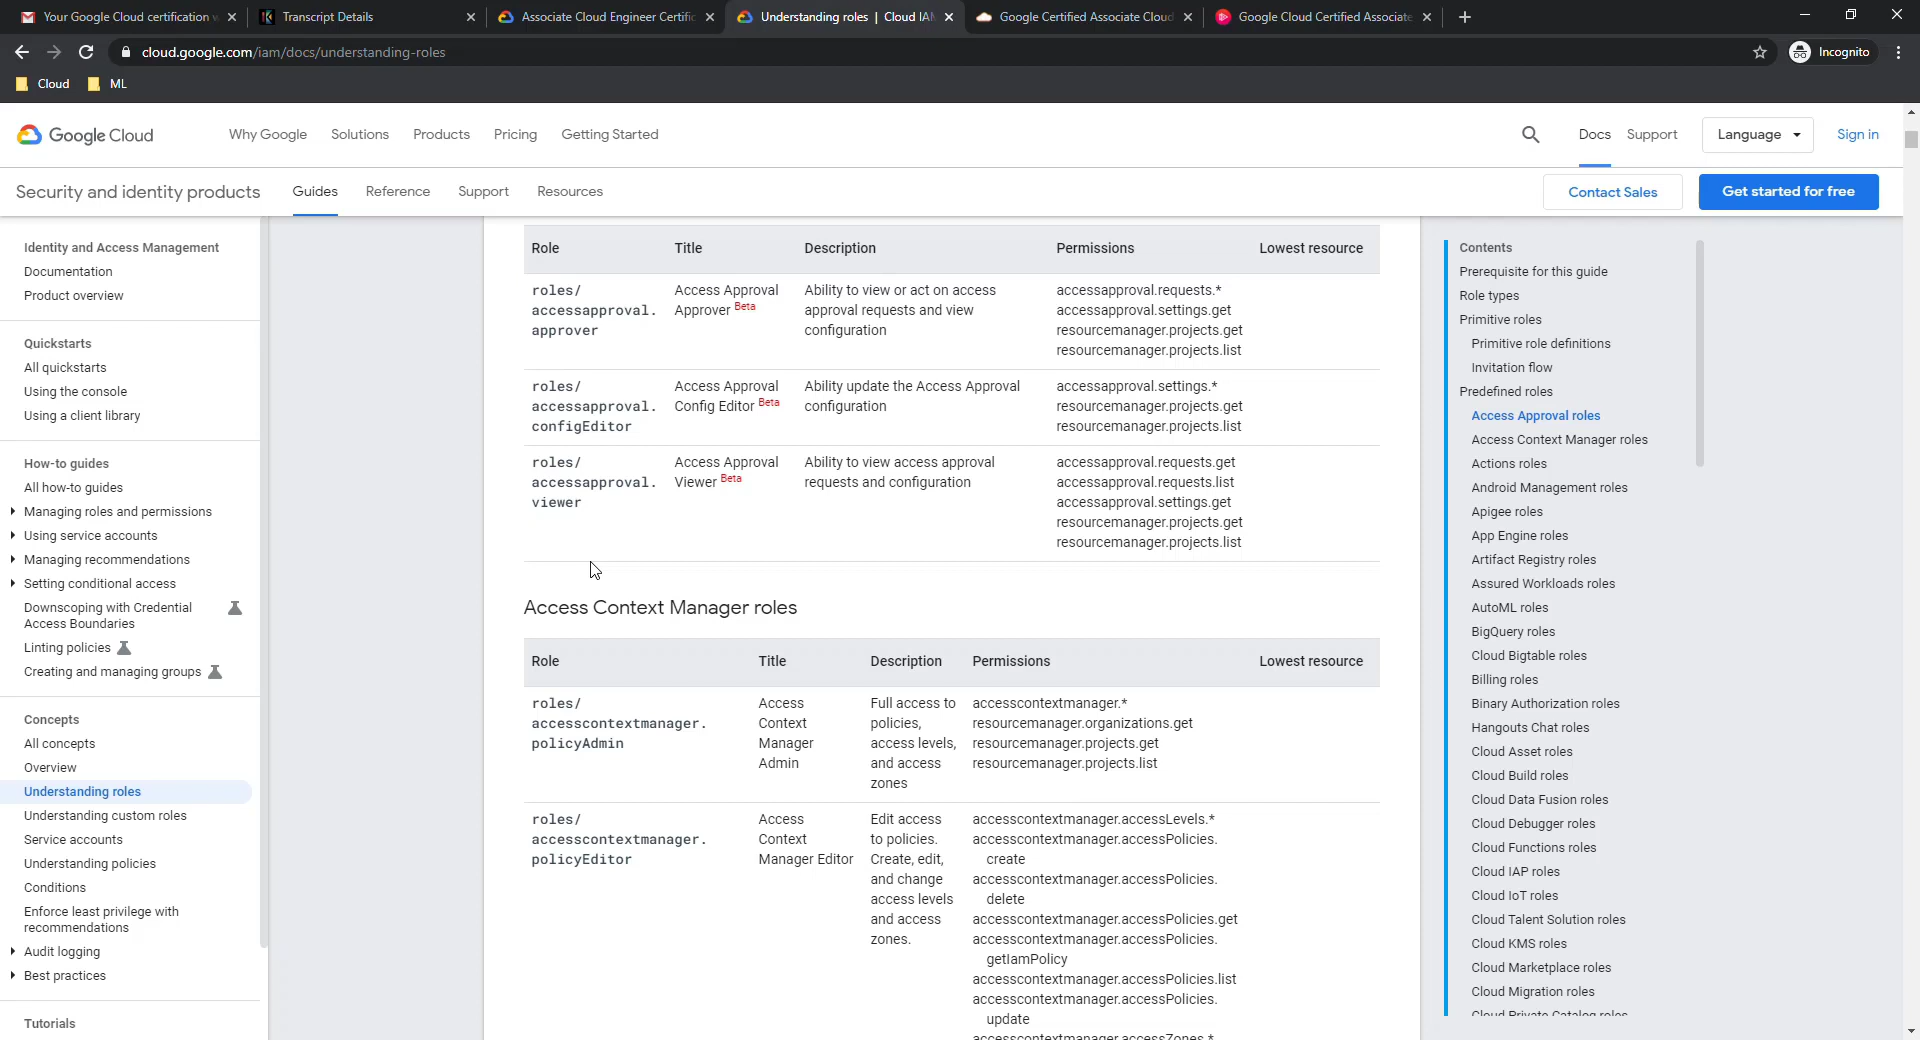 Your Google Cloud certification
Transcript Details
Associate Cloud Engineer Certific
Understanding roles | Cloud IAM
Google Certified Associate Cloud
Google Cloud Certified Associate
cloud.google.com/iam/docs/understanding-roles
Incognito
Cloud
ML
Google Cloud
Why Google
Solutions
Products
Pricing
Getting Started
Docs
Support
Language
Sign in
Security and identity products
Guides
Reference
Support
Resources
Contact Sales
Get started for free
Identity and Access Management
Documentation
Product overview
Quickstarts
All quickstarts
Using the console
Using a client library
How-to guides
All how-to guides
Managing roles and permissions
Using service accounts
Managing recommendations
Setting conditional access
Downscoping with Credential
Access Boundaries
Linting policies
Creating and managing groups
Concepts
All concepts
Overview
Understanding roles
Understanding custom roles
Service accounts
Understanding policies
Conditions
Enforce least privilege with
recommendations
Audit logging
Best practices
Tutorials
Role Title Description Permissions Lowest resource
roles/ Access Approval Ability to view or act on access accessapproval.requests.*
accessapproval. Approver Beta approval requests and view accessapproval.settings.get
approver configuration resourcemanager.projects.get
resourcemanager.projects.list
roles/ Access Approval Ability update the Access Approval accessapproval.settings.*
accessapproval. Config Editor Beta configuration resourcemanager.projects.get
configEditor resourcemanager.projects.list
roles/ Access Approval Ability to view access approval accessapproval.requests.get
accessapproval. Viewer Beta requests and configuration accessapproval.requests.list
viewer accessapproval.settings.get
resourcemanager.projects.get
resourcemanager.projects.list
Access Context Manager roles
Role Title Description Permissions Lowest resource
roles/ Access Full access to accesscontextmanager.*
accesscontextmanager. Context policies, resourcemanager.organizations.get
policyAdmin Manager access levels, resourcemanager.projects.get
Admin and access resourcemanager.projects.list
zones
roles/ Access Edit access accesscontextmanager.accessLevels.*
accesscontextmanager. Context to policies. accesscontextmanager.accessPolicies.
policyEditor Manager Editor Create, edit, create
and change accesscontextmanager.accessPolicies.
access levels delete
and access accesscontextmanager.accessPolicies.get
zones. accesscontextmanager.accessPolicies.
getIamPolicy
accesscontextmanager.accessPolicies.list
accesscontextmanager.accessPolicies.
update
accesscontextmanager.accessZones.*
Contents
Prerequisite for this guide
Role types
Primitive roles
Primitive role definitions
Invitation flow
Predefined roles
Access Approval roles
Access Context Manager roles
Actions roles
Android Management roles
Apigee roles
App Engine roles
Artifact Registry roles
Assured Workloads roles
AutoML roles
BigQuery roles
Cloud Bigtable roles
Billing roles
Binary Authorization roles
Hangouts Chat roles
Cloud Asset roles
Cloud Build roles
Cloud Data Fusion roles
Cloud Debugger roles
Cloud Functions roles
Cloud IAP roles
Cloud IoT roles
Cloud Talent Solution roles
Cloud KMS roles
Cloud Marketplace roles
Cloud Migration roles
Cloud Private Catalog roles